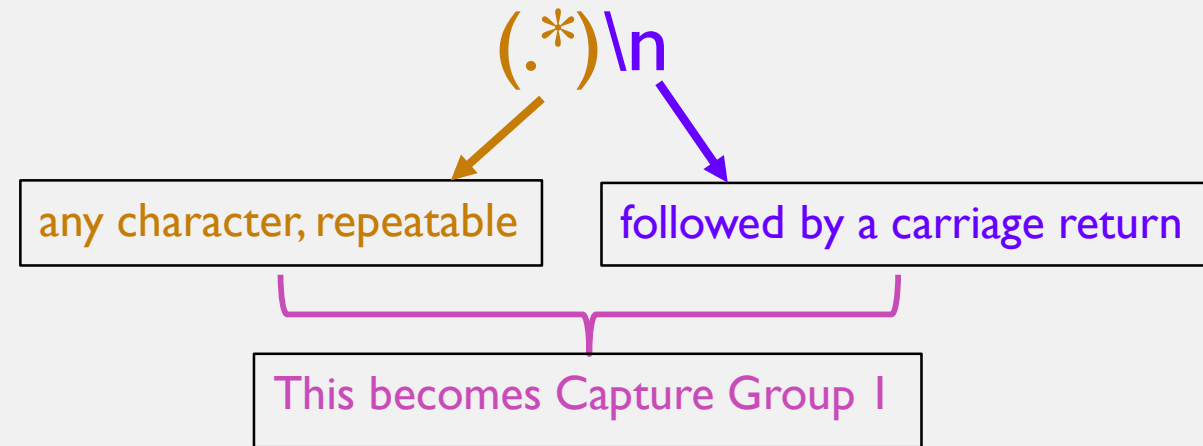 (.*)\n
any character, repeatable
followed by a carriage return
This becomes Capture Group 1